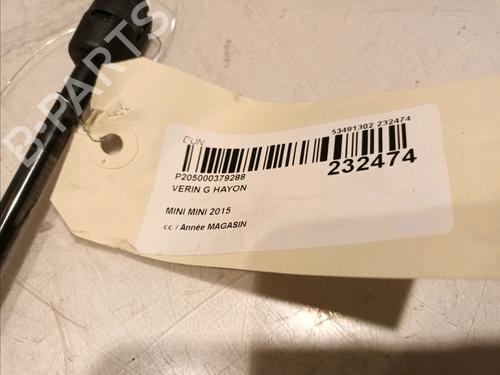 B-PARTS
DUN
53491302 232474
P205000379288
232474
VERIN G HAYON
MINI MINI 2015
cc / Année MAGASIN